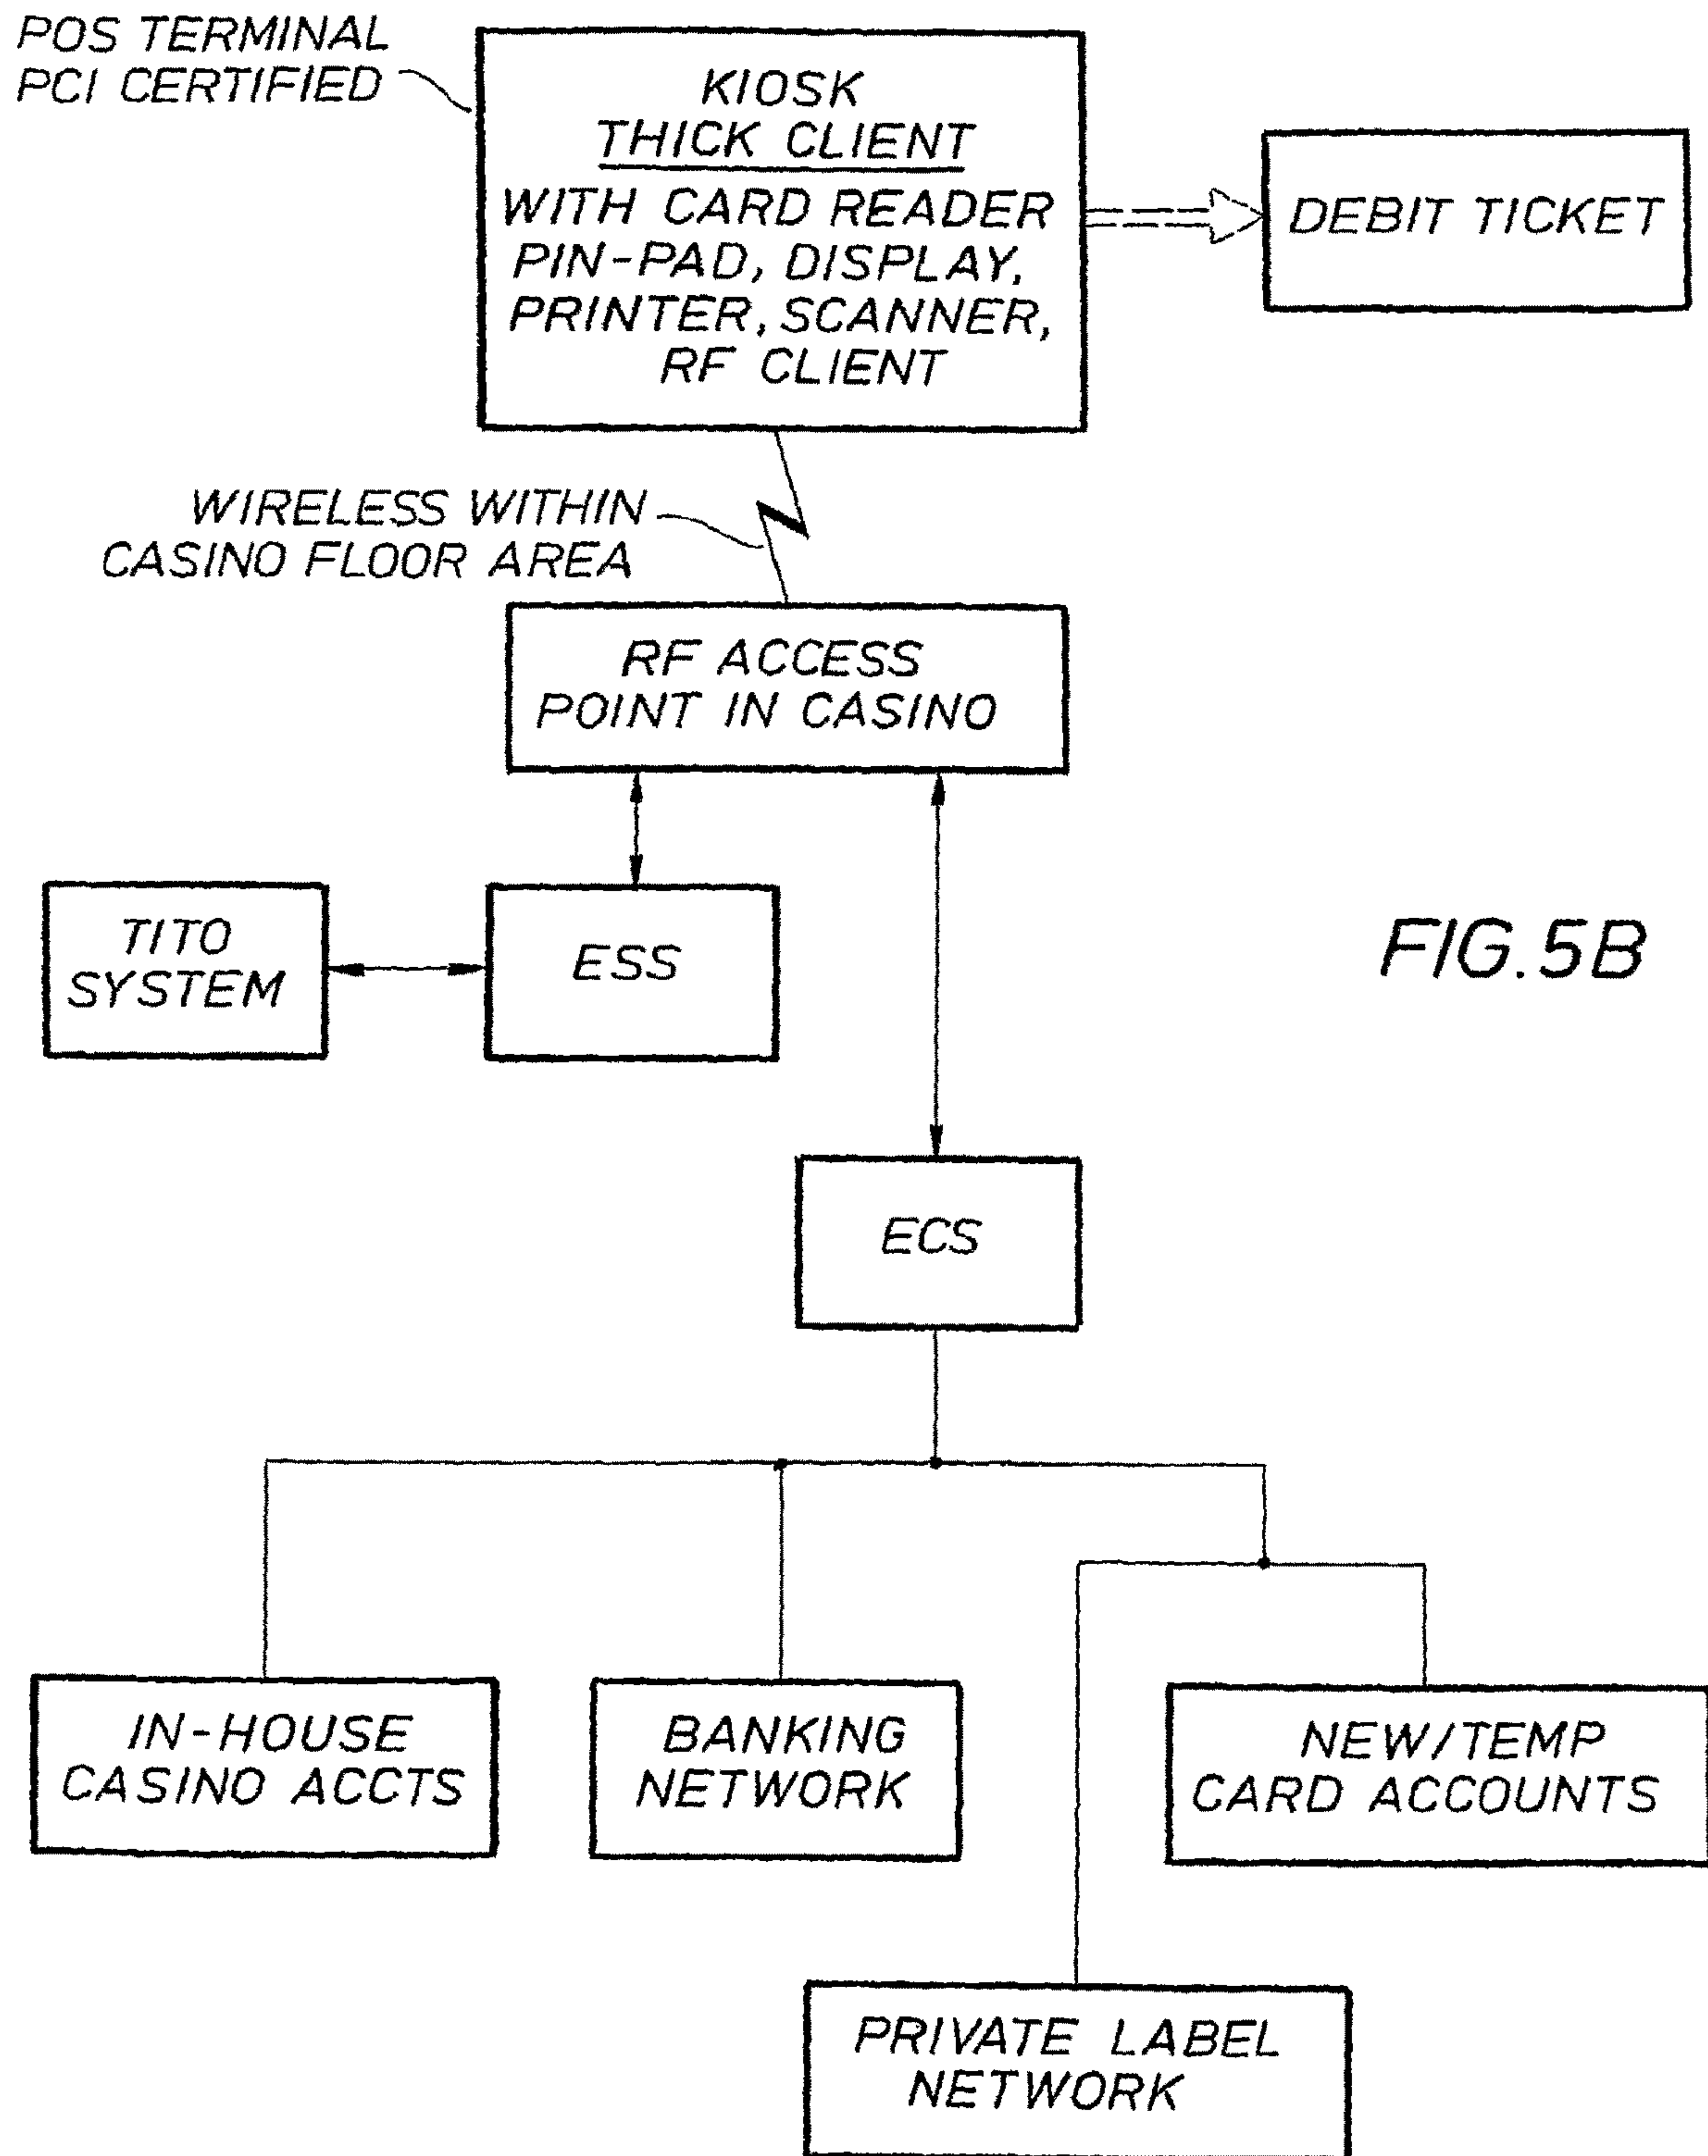 POS TERMINAL
PCI CERTIFIED
KIOSK
THICK CLIENT
WITH CARD READER
PIN-PAD, DISPLAY,
PRINTER, SCANNER,
RF CLIENT
DEBIT TICKET
WIRELESS WITHIN
CASINO FLOOR AREA
RF ACCESS
POINT IN CASINO
TITO
SYSTEM
ESS
FIG.5B
ECS
IN-HOUSE
CASINO ACCTS
BANKING
NETWORK
NEW/TEMP
CARD ACCOUNTS
PRIVATE LABEL
NETWORK